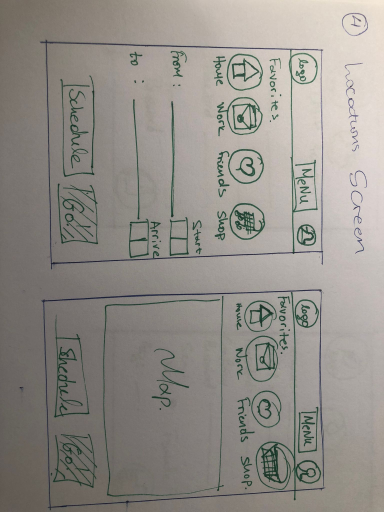 4 Locations Screen
logo MENU
Favorites.
Home Work Friends Shop
Start
From :
Arrive
to :
Schedule Go!
logo MENU
Favorites.
Home Work Friends Shop.
Map.
Schedule Go!